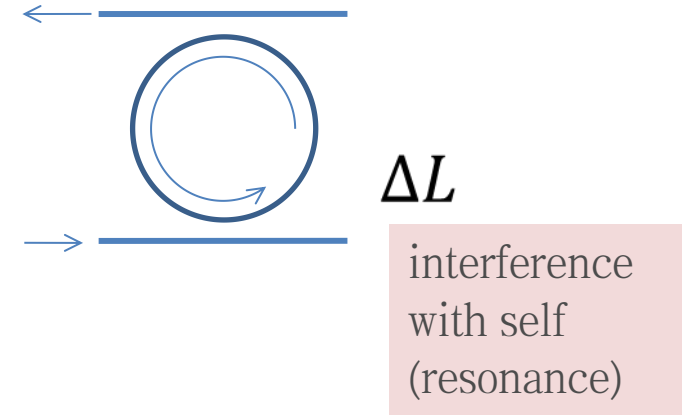 ΔL
interference
with self
(resonance)